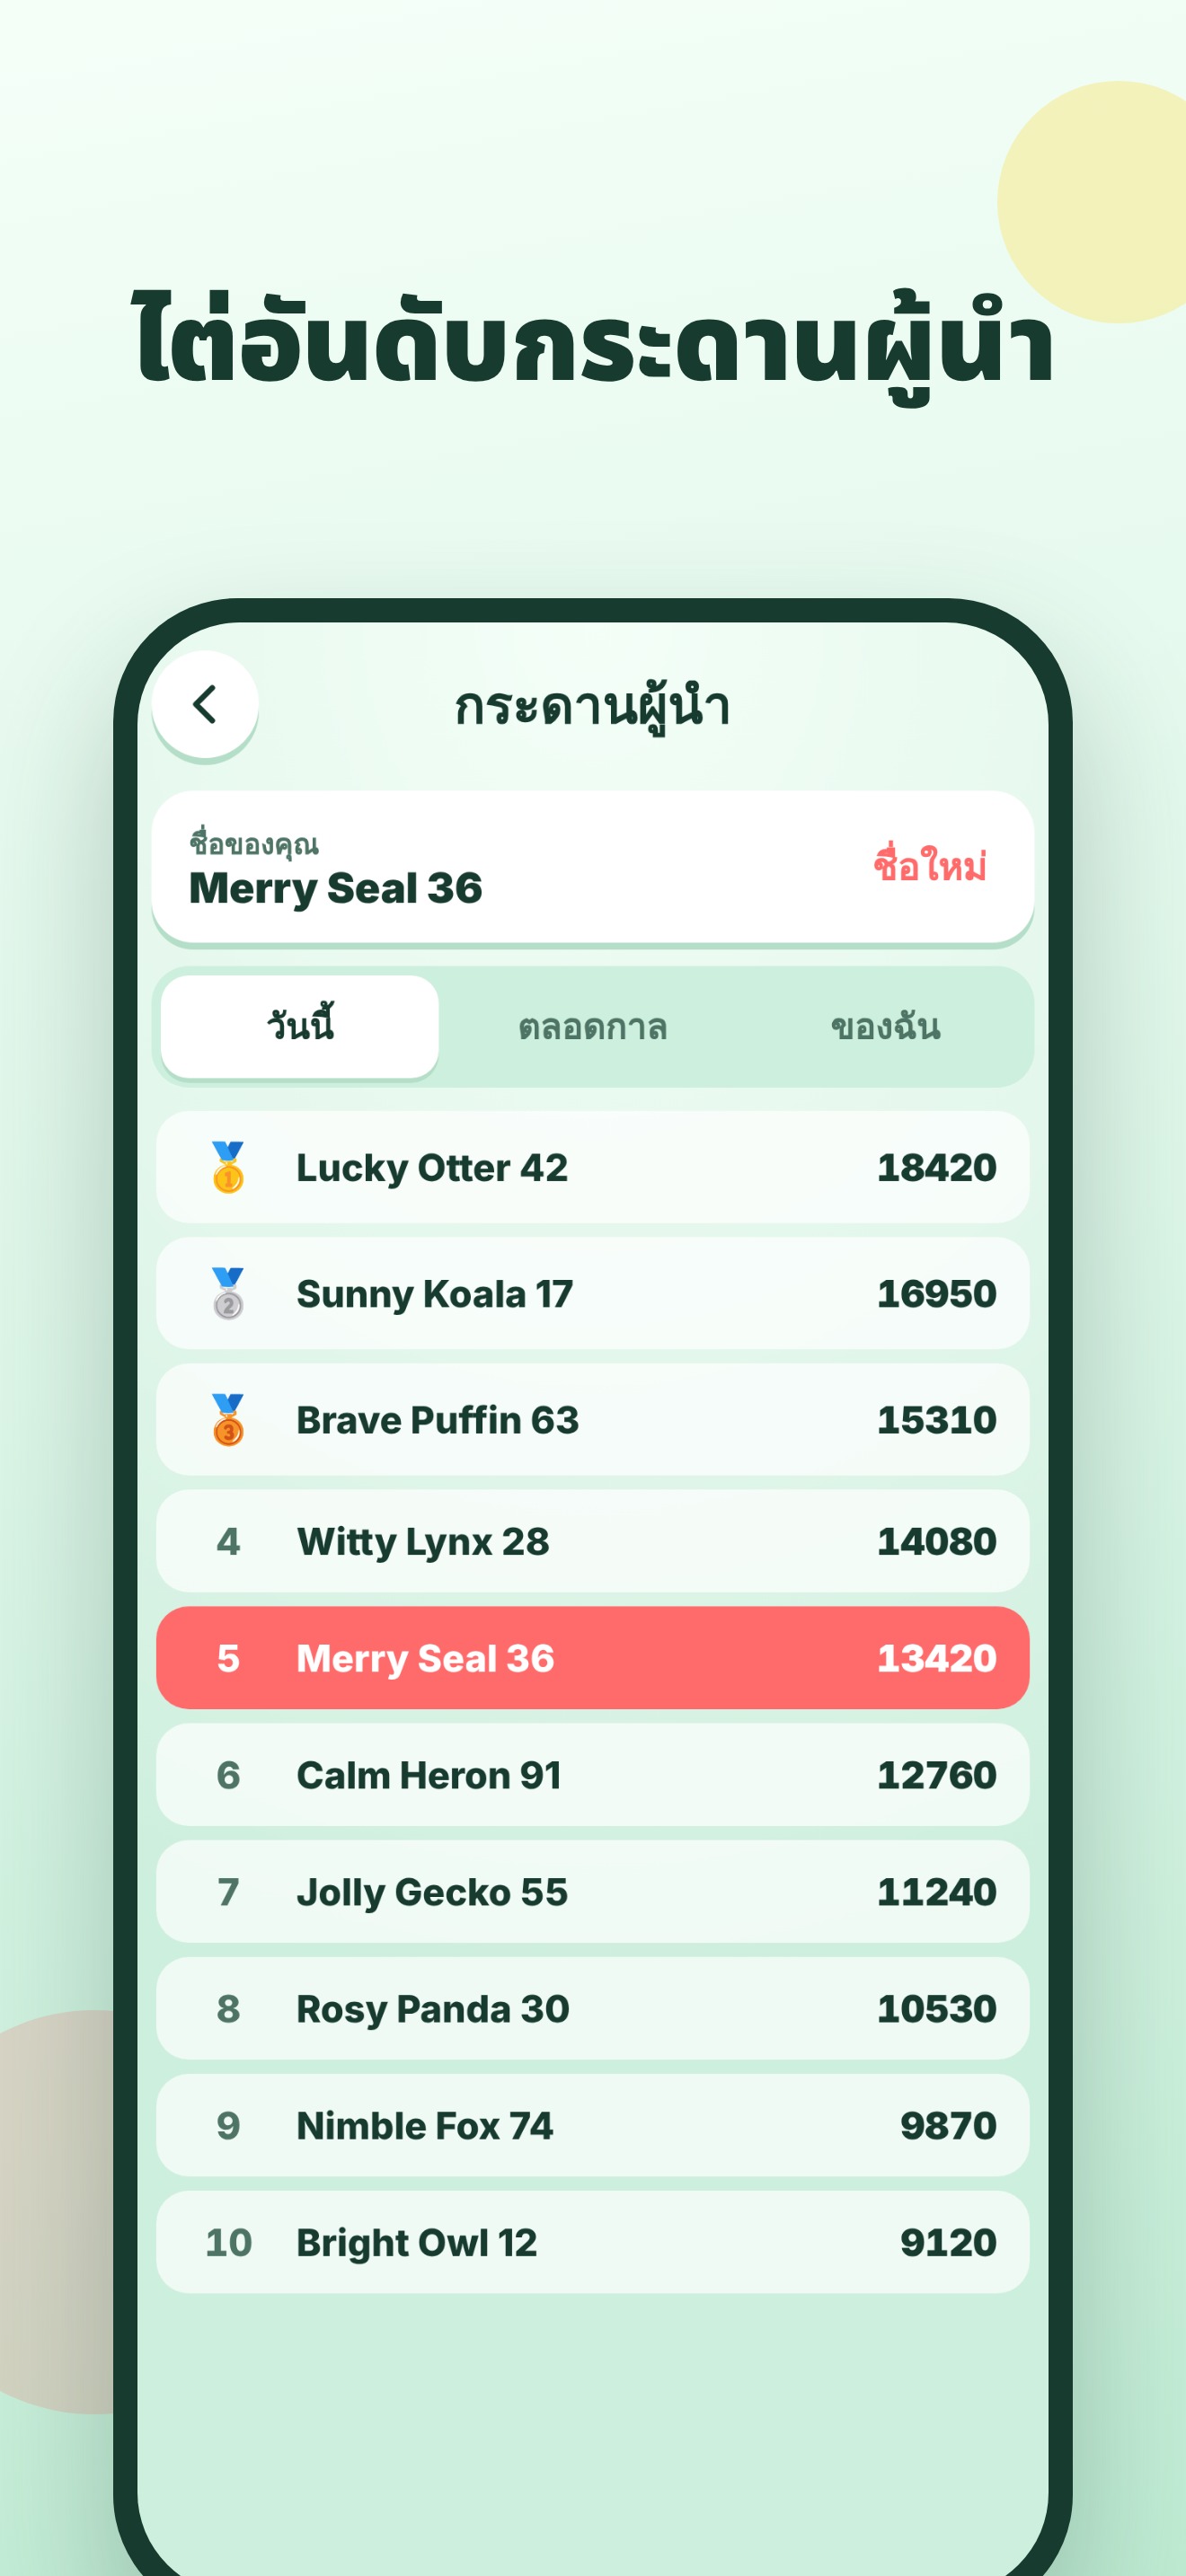 ไต่อันดับกระดานผู้นำ
กระดานผู้นำ
ชื่อของคุณ
Merry Seal 36
ชื่อใหม่
วันนี้ ตลอดกาล ของฉัน
1 Lucky Otter 42 18420
2 Sunny Koala 17 16950
3 Brave Puffin 63 15310
4 Witty Lynx 28 14080
5 Merry Seal 36 13420
6 Calm Heron 91 12760
7 Jolly Gecko 55 11240
8 Rosy Panda 30 10530
9 Nimble Fox 74 9870
10 Bright Owl 12 9120